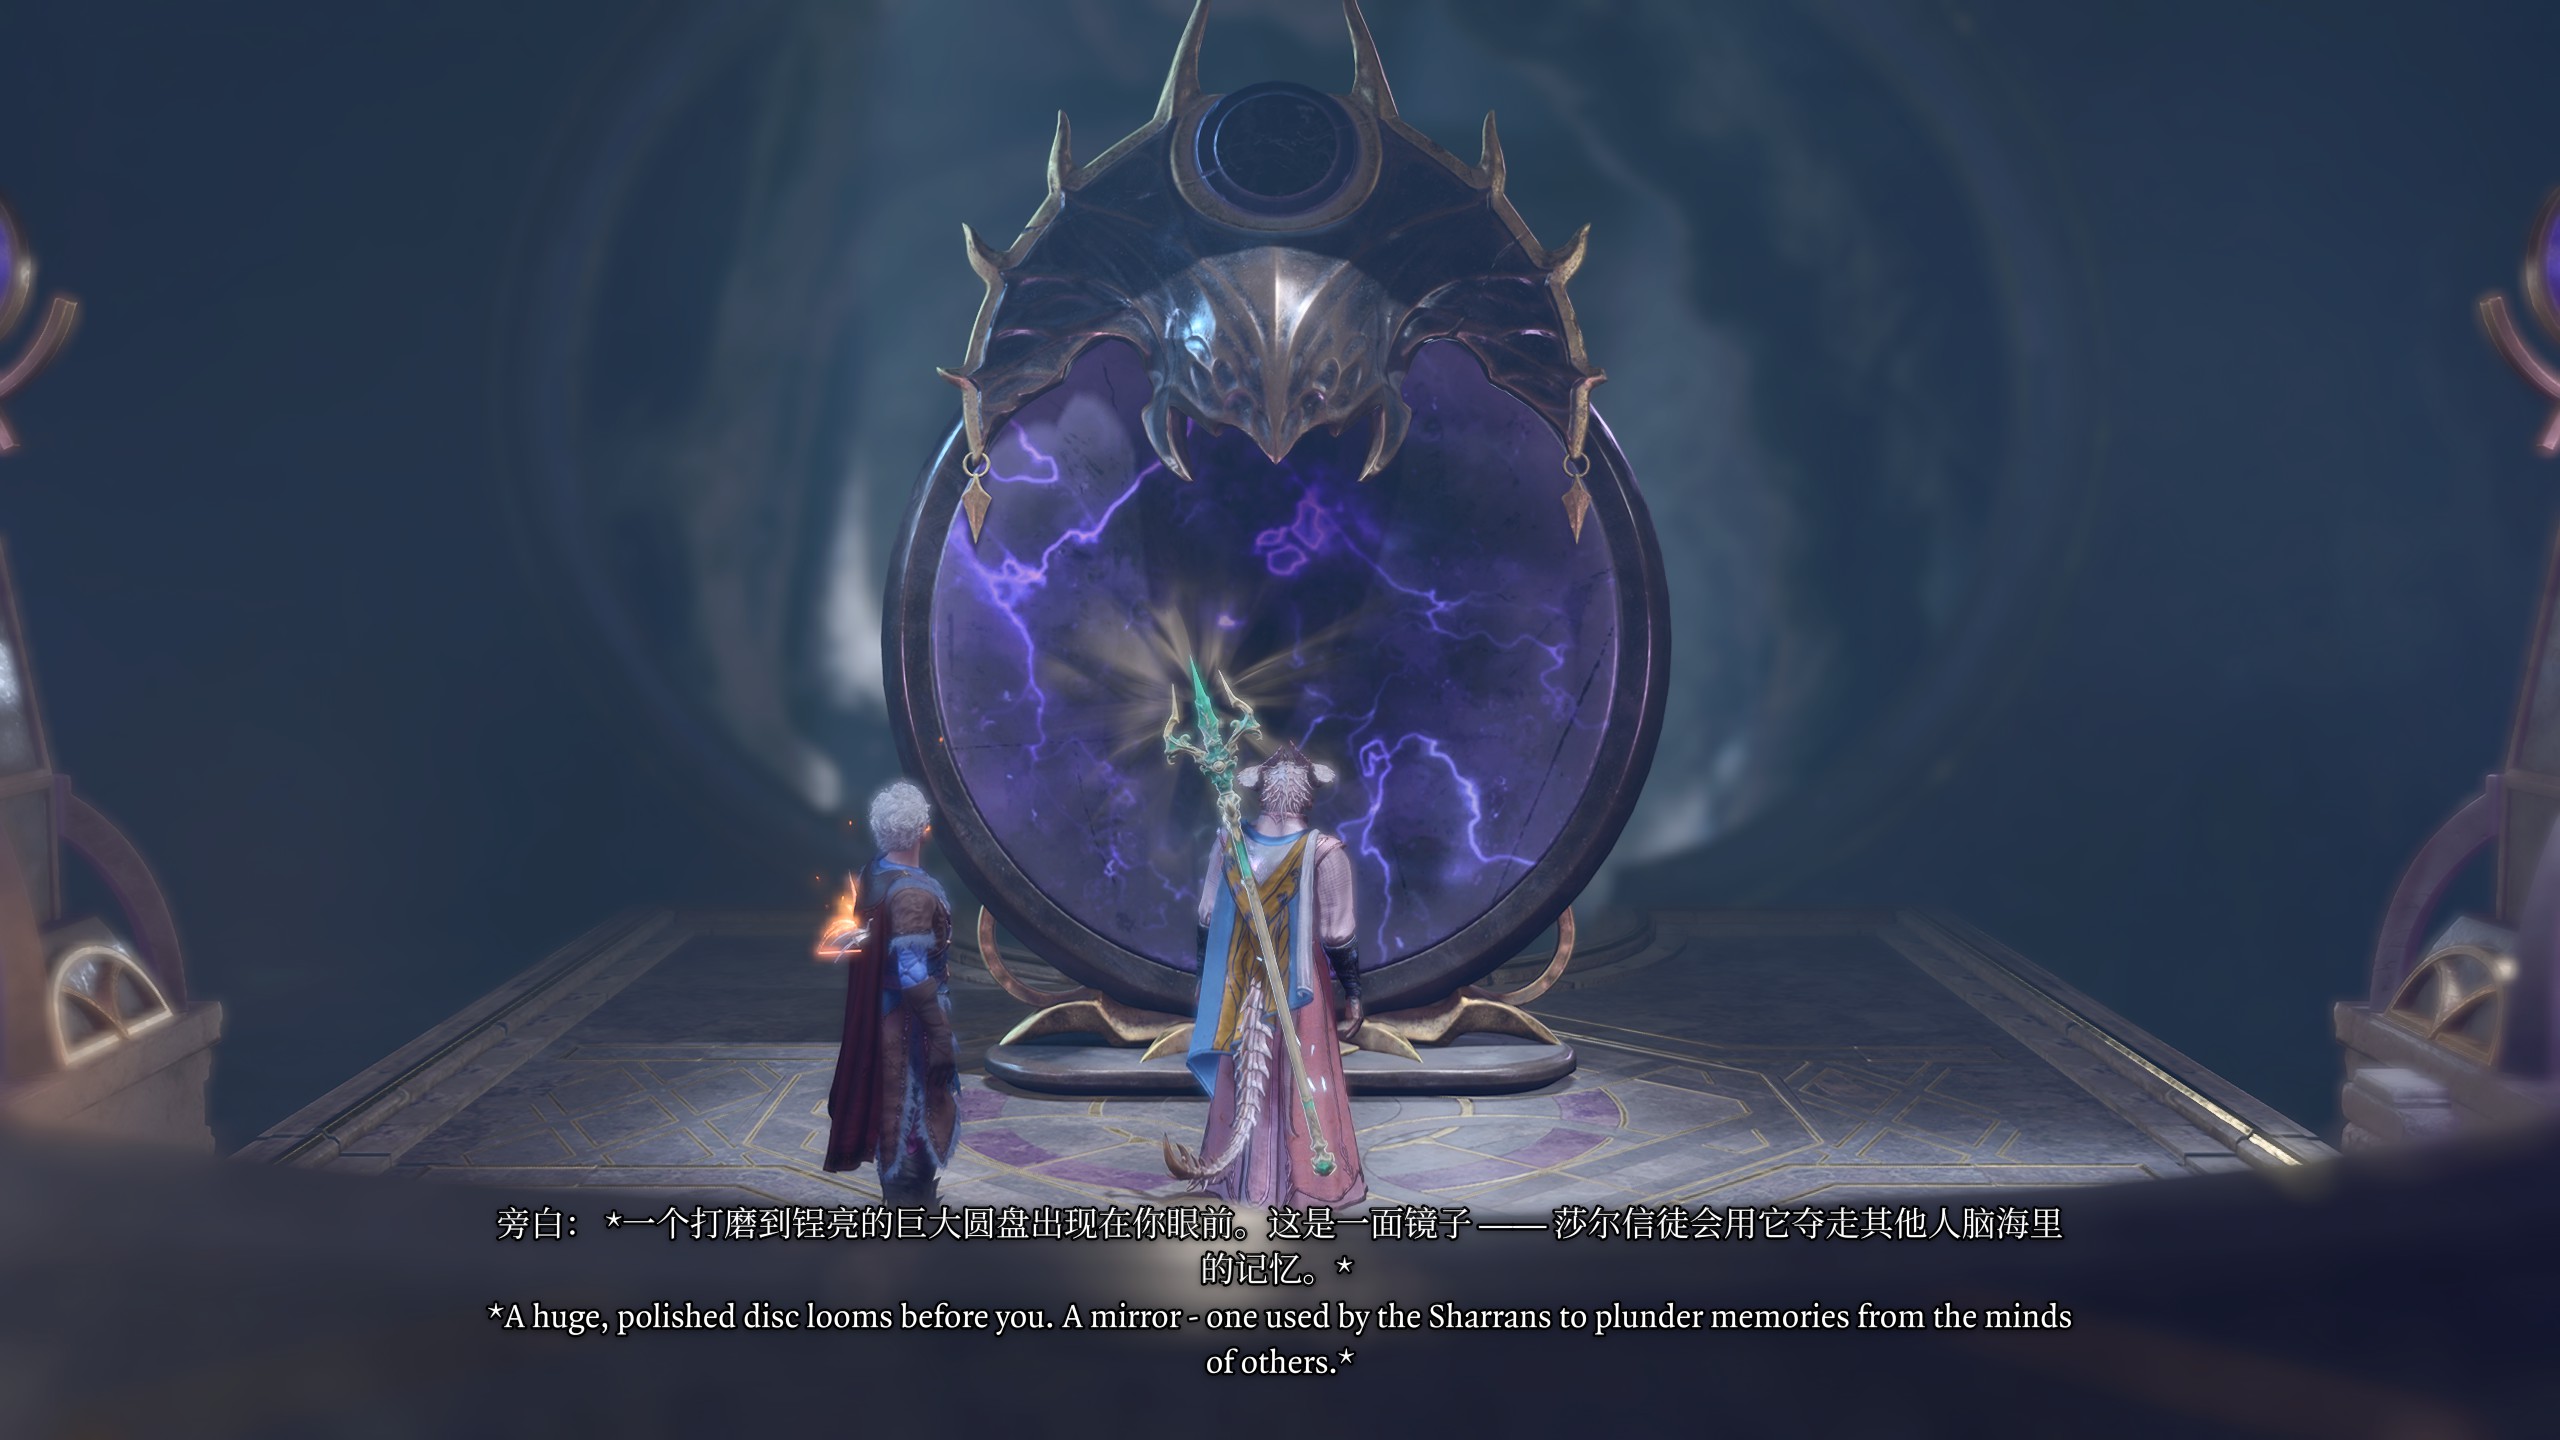 旁白： *一个打磨到锃亮的巨大圆盘出现在你眼前。这是一面镜子 —— 莎尔信徒会用它夺走其他人脑海里
的记忆。*
*A huge, polished disc looms before you. A mirror - one used by the Sharrans to plunder memories from the minds
of others.*